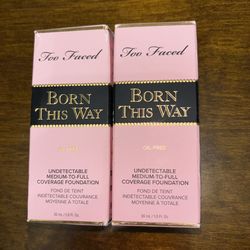 Too Faced
BORN
THIS WAY
OIL-FREE
UNDETECTABLE
MEDIUM-TO-FULL
COVERAGE FOUNDATION
FOND DE TEINT
INDÉTECTABLE COUVRANCE
MOYENNE À TOTALE
30 ml / 1.0 fl. oz.
Too Faced
BORN
THIS WAY
OIL-FREE
UNDETECTABLE
MEDIUM-TO-FULL
COVERAGE FOUNDATION
FOND DE TEINT
INDÉTECTABLE COUVRANCE
MOYENNE À TOTALE
30 ml / 1.0 fl. oz.